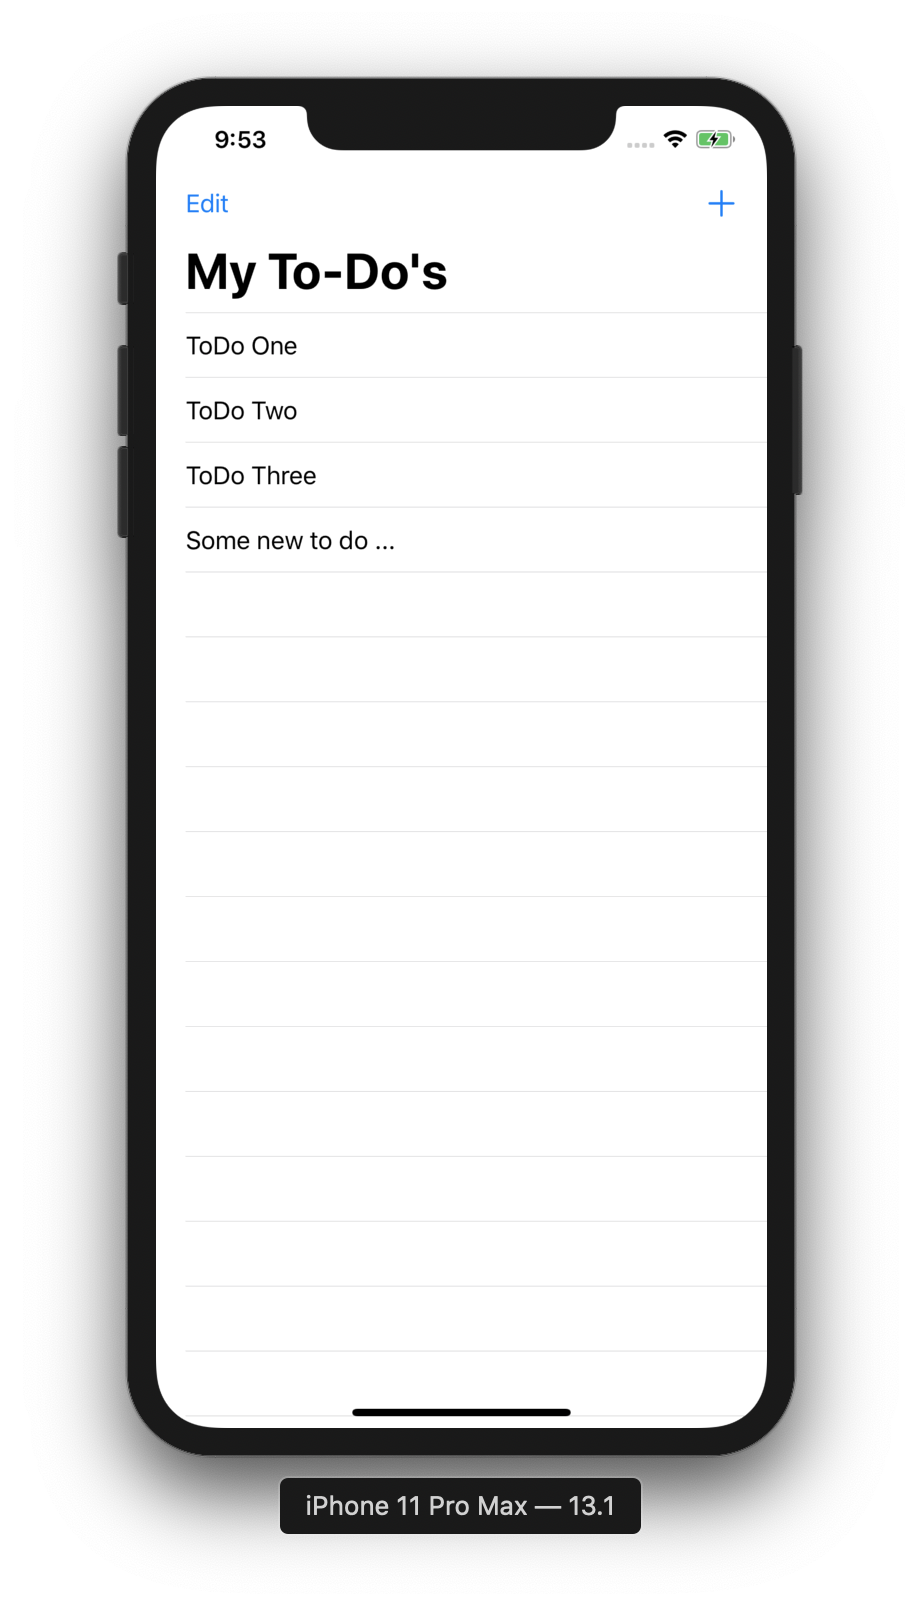 9:53
Edit
My To-Do's
ToDo One
ToDo Two
ToDo Three
Some new to do ...
iPhone 11 Pro Max — 13.1